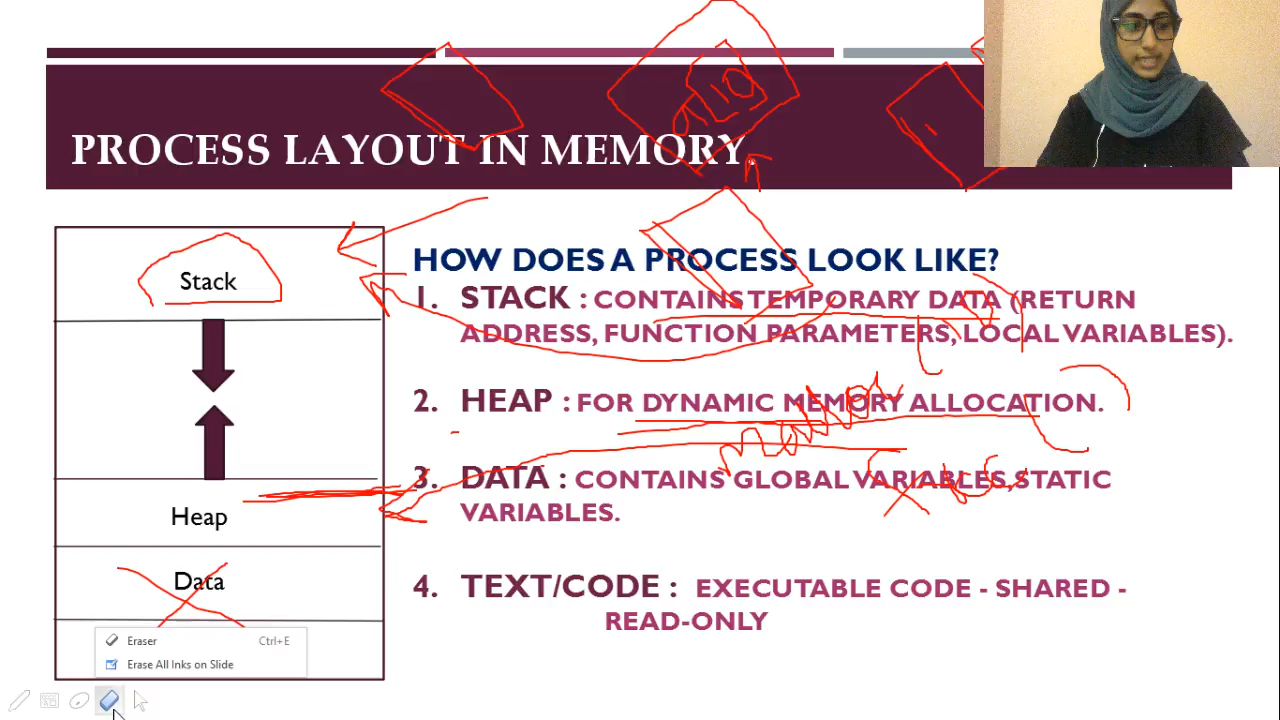 PROCESS LAYOUT IN MEMORY.
Stack
Heap
Data
HOW DOES A PROCESS LOOK LIKE?
1. STACK : CONTAINS TEMPORARY DATA (RETURN
ADDRESS, FUNCTION PARAMETERS, LOCAL VARIABLES).
2. HEAP : FOR DYNAMIC MEMORY ALLOCATION.
3. DATA : CONTAINS GLOBAL VARIABLES, STATIC
VARIABLES.
4. TEXT/CODE : EXECUTABLE CODE - SHARED -
READ-ONLY
Eraser Ctrl+E
Erase All Inks on Slide